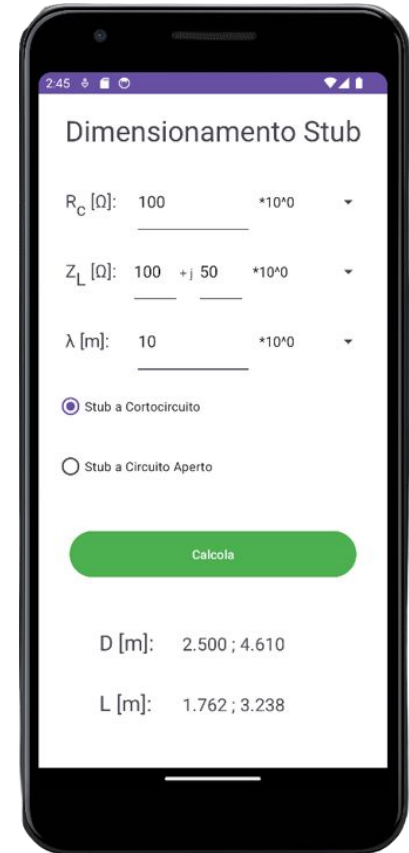 2:45
Dimensionamento Stub
R_C [Ω]: 100 *10^0
Z_L [Ω]: 100 + j 50 *10^0
λ [m]: 10 *10^0
Stub a Cortocircuito
Stub a Circuito Aperto
Calcola
D [m]: 2.500 ; 4.610
L [m]: 1.762 ; 3.238